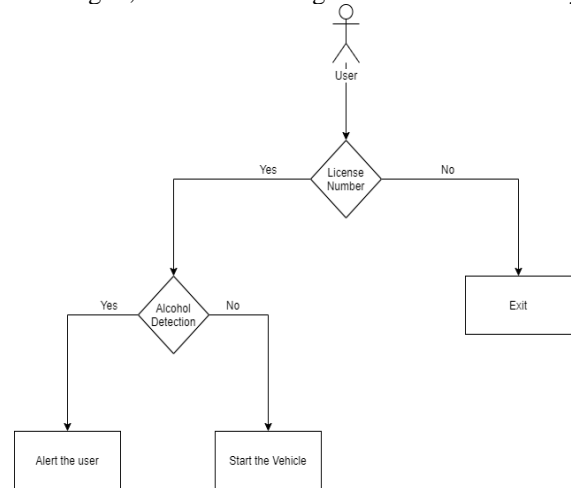 User
Yes
License
Number
No
Yes
Alcohol
Detection
No
Exit
Alert the user
Start the Vehicle